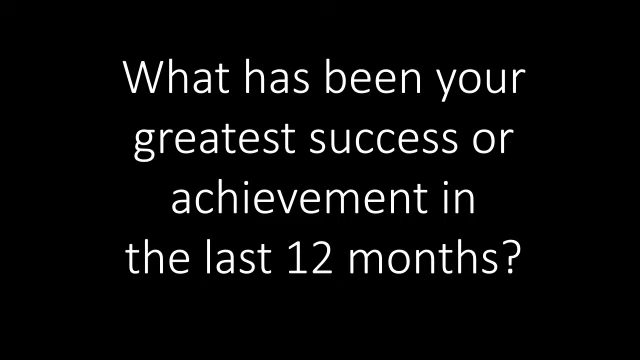 What has been your
greatest success or
achievement in
the last 12 months?